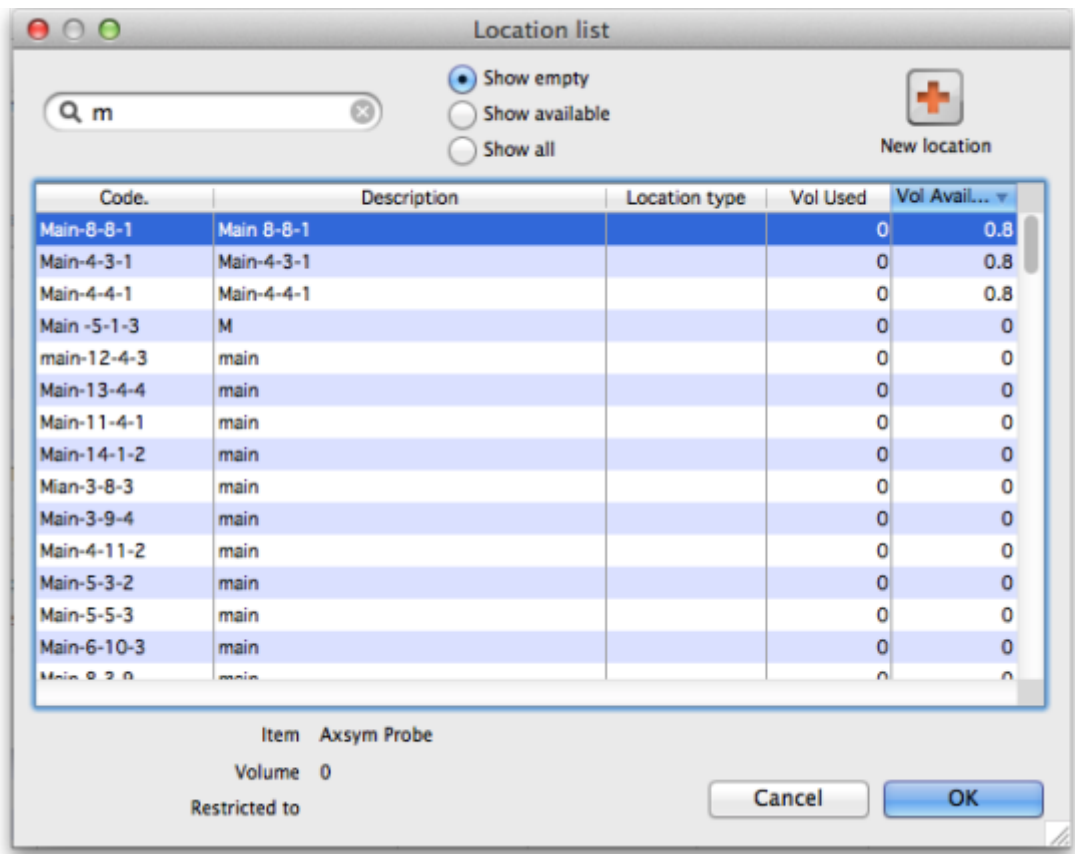 Location list
m
Show empty
Show available
Show all
New location
Code. Description Location type Vol Used Vol Avail...
Main-8-8-1 Main 8-8-1 0 0.8
Main-4-3-1 Main-4-3-1 0 0.8
Main-4-4-1 Main-4-4-1 0 0.8
Main -5-1-3 M 0 0
main-12-4-3 main 0 0
Main-13-4-4 main 0 0
Main-11-4-1 main 0 0
Main-14-1-2 main 0 0
Mian-3-8-3 main 0 0
Main-3-9-4 main 0 0
Main-4-11-2 main 0 0
Main-5-3-2 main 0 0
Main-5-5-3 main 0 0
Main-6-10-3 main 0 0
main 0 0
Item Axsym Probe
Volume 0
Restricted to
Cancel OK